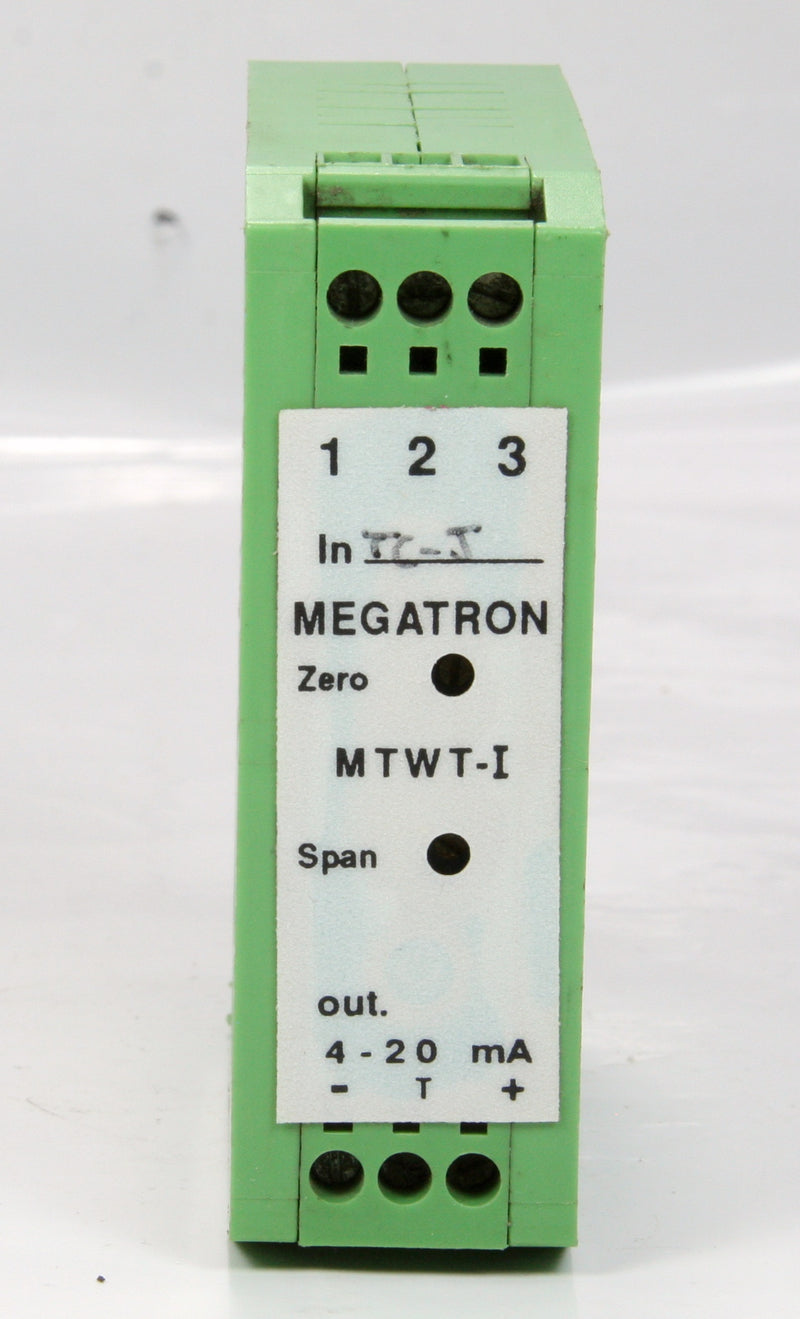 1 2 3
In TC-J
MEGATRON
Zero
MTWT-I
Span
out.
4-20 mA
- T +